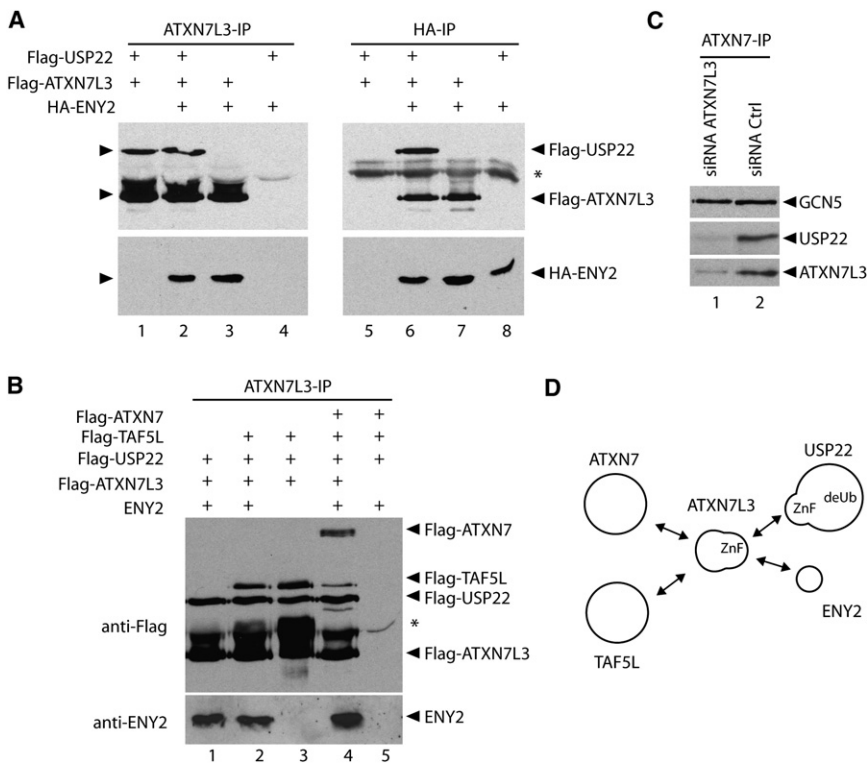 A
ATXN7L3-IP
HA-IP
Flag-USP22 + + + + + +
Flag-ATXN7L3 + + + + + +
HA-ENY2 + + + + + +
Flag-USP22
*
Flag-ATXN7L3
HA-ENY2
1 2 3 4 5 6 7 8
B
ATXN7L3-IP
Flag-ATXN7 + +
Flag-TAF5L + + + +
Flag-USP22 + + + + +
Flag-ATXN7L3 + + + +
ENY2 + + + +
Flag-ATXN7
Flag-TAF5L
Flag-USP22
anti-Flag
*
Flag-ATXN7L3
anti-ENY2
ENY2
1 2 3 4 5
C
ATXN7-IP
siRNA ATXN7L3
siRNA Ctrl
GCN5
USP22
ATXN7L3
1 2
D
ATXN7
USP22
ATXN7L3
ZnF
deUb
ZnF
ENY2
TAF5L